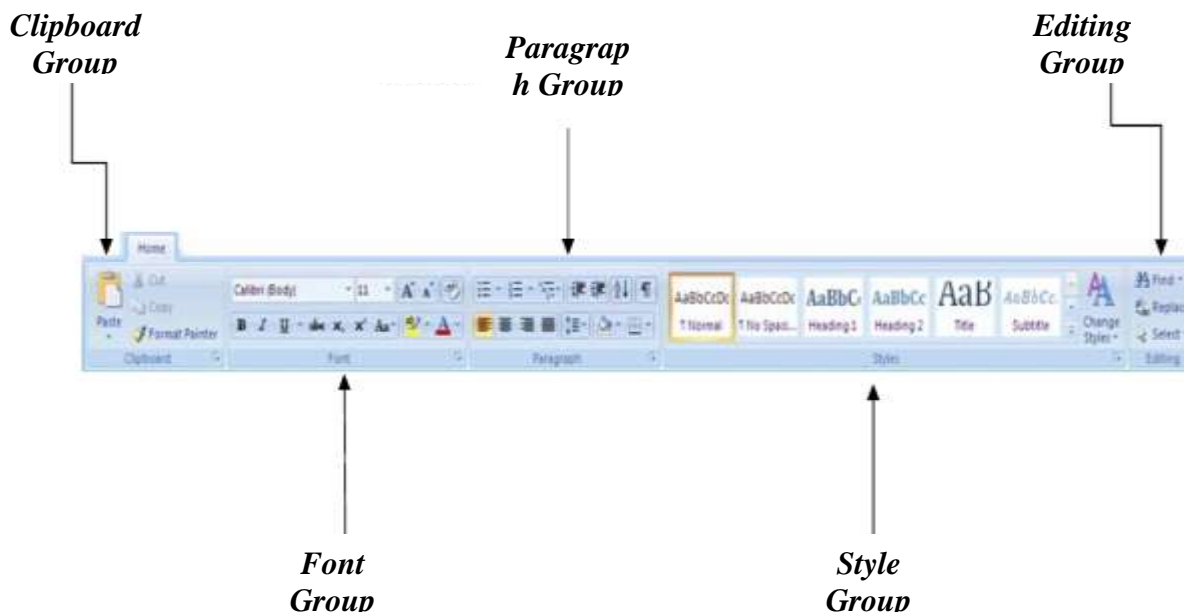 Clipboard
Group
Paragrap
h Group
Editing
Group
Home
Cut
Copy
Paste
Format Painter
Clipboard
Calibri (Body)
11
Font
Paragraph
AaBbCcDc
¶ Normal
AaBbCcDc
¶ No Spac...
AaBbC
Heading 1
AaBbCc
Heading 2
AaB
Title
AaBbCc.
Subtitle
Change
Styles
Styles
Find
Replac
Select
Editing
Font
Group
Style
Group